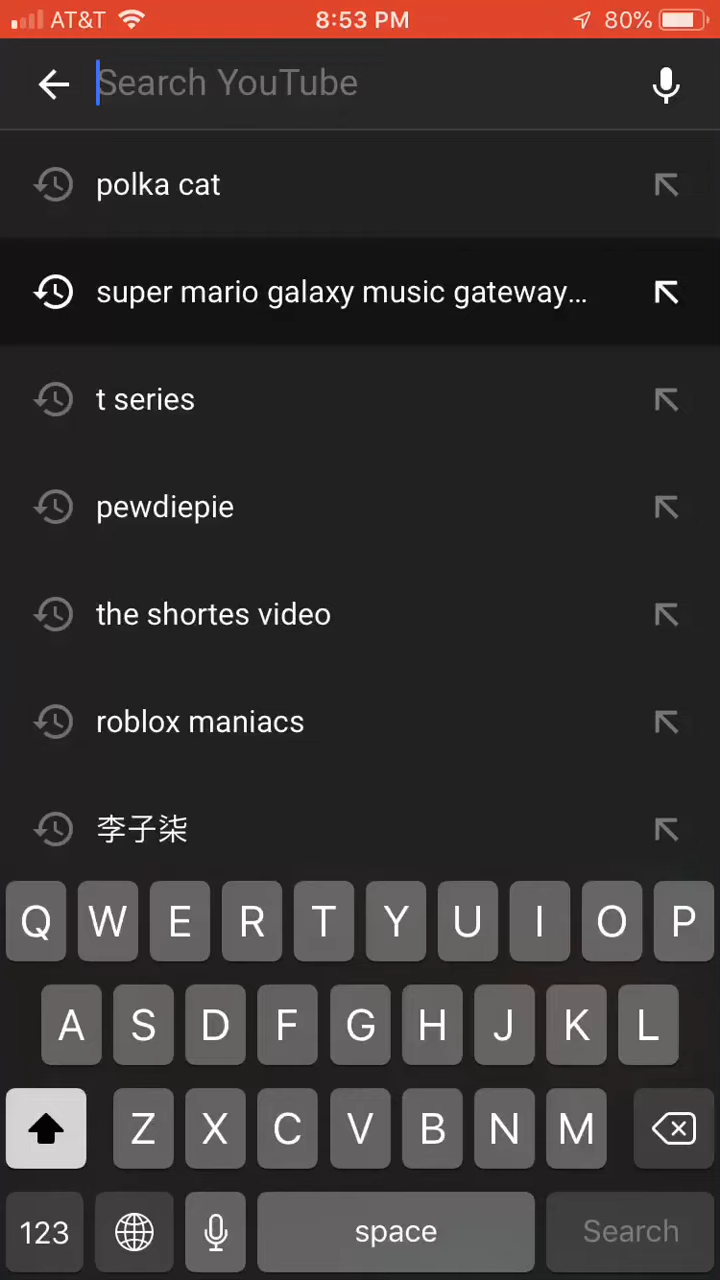 AT&T 8:53 PM 80%
Search YouTube
polka cat
super mario galaxy music gateway...
t series
pewdiepie
the shortes video
roblox maniacs
李子柒
Q W E R T Y U I O P
A S D F G H J K L
Z X C V B N M
123 space Search